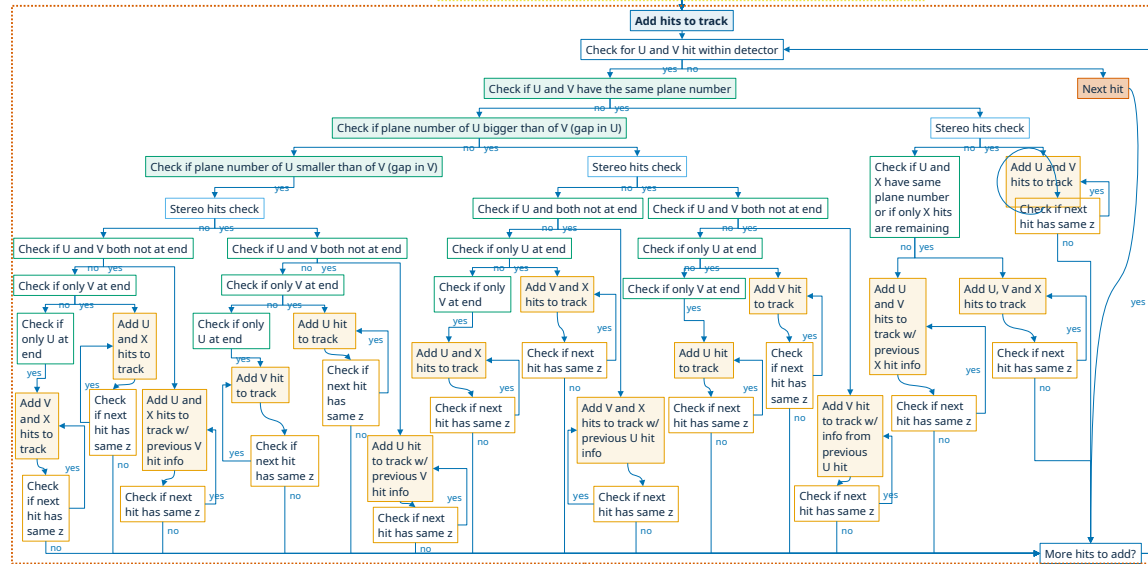 Add hits to track
Check for U and V hit within detector
yes no
Check if U and V have the same plane number
Next hit
no yes
Check if plane number of U bigger than of V (gap in U)
Stereo hits check
no yes
no yes
Check if plane number of U smaller than of V (gap in V)
Stereo hits check
Check if U and
X have same
plane number
or if only X hits
are remaining
Add U and V
hits to track
yes
Check if next
hit has same z
no
yes
no yes
Stereo hits check
Check if U and both not at end
Check if U and V both not at end
no yes
no yes
no yes
no yes
Check if U and V both not at end
Check if U and V both not at end
Check if only U at end
Check if only U at end
no yes
no yes
no yes
no yes
Check if only V at end
Check if only V at end
Check if only
V at end
Add V and X
hits to track
Check if only V at end
Add V hit
to track
Add U
and V
hits to
track w/
previous
X hit info
Add U, V and X
hits to track
yes
no yes
no yes
yes
yes
yes
yes
yes
Check if
only U at
end
Add U
and X
hits to
track
Check if only
U at end
Add U hit
to track
Add U and X
hits to track
Check if next
hit has same z
Add U hit
to track
Check if
next hit
has same z
Check if next
hit has same z
yes
yes
yes
yes
yes
yes
yes
no
no
no
Add V
and X
hits to
track
Check
if next
hit has
same z
Add U and
X hits to
track w/
previous V
hit info
Add V hit
to track
Check if
next hit
has
same z
Check if next
hit has same z
Add V and X
hits to track w/
previous U hit
info
Check if next
hit has same z
Add V hit
to track w/
info from
previous
U hit
Check if next
hit has same z
no
no
no
no
no
yes
no
yes
Check if
next hit
has same z
Add U hit
to track w/
previous V
hit info
yes
Check
if next
hit has
same z
Check if next
hit has same z
yes
no
yes
Check if next
hit has same z
yes
Check if next
hit has same z
yes
Check if next
hit has same z
no
no
no
no
no
More hits to add?